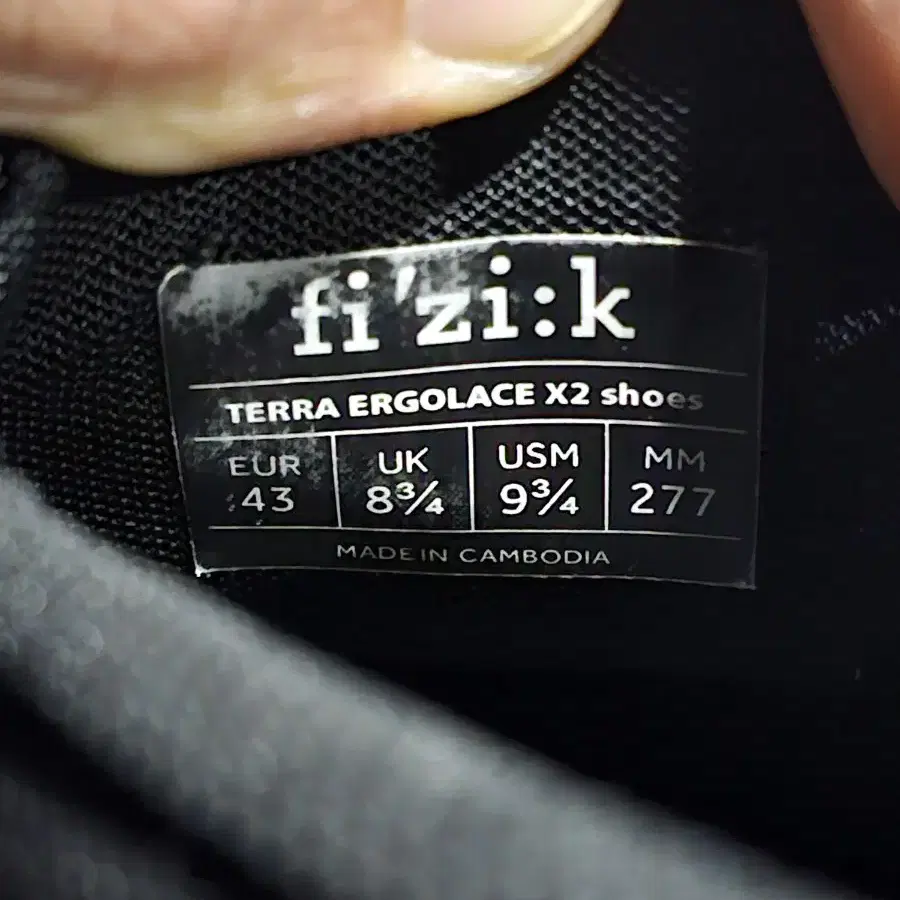 fi'zi:k
TERRA ERGOLACE X2 shoes
EUR UK USM MM
43 8¾ 9¾ 277
MADE IN CAMBODIA